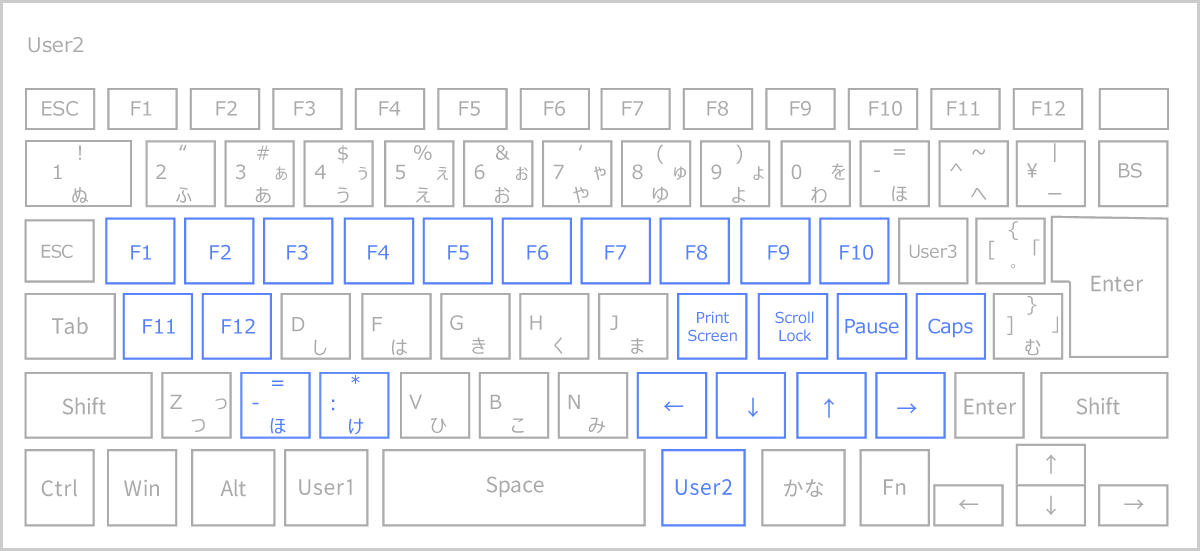 User2
ESC F1 F2 F3 F4 F5 F6 F7 F8 F9 F10 F11 F12
! “ # $ % & ‘ ( ) = ~ |
1 2 3 ぁ 4 ぅ 5 ぇ 6 ぉ 7 ゃ 8 ゅ 9 ょ 0 を - ^ ¥ BS
ぬ ふ あ う え お や ゆ よ わ ほ へ ー
ESC F1 F2 F3 F4 F5 F6 F7 F8 F9 F10 User3 { [ 「 ° Enter
Tab F11 F12 D し F は G き H く J ま Print Screen Scroll Lock Pause Caps } ] 」 む
Shift Z っ つ = - ほ * : け V ひ B こ N み ← ↓ ↑ → Enter Shift
Ctrl Win Alt User1 Space User2 かな Fn ← ↑ ↓ →